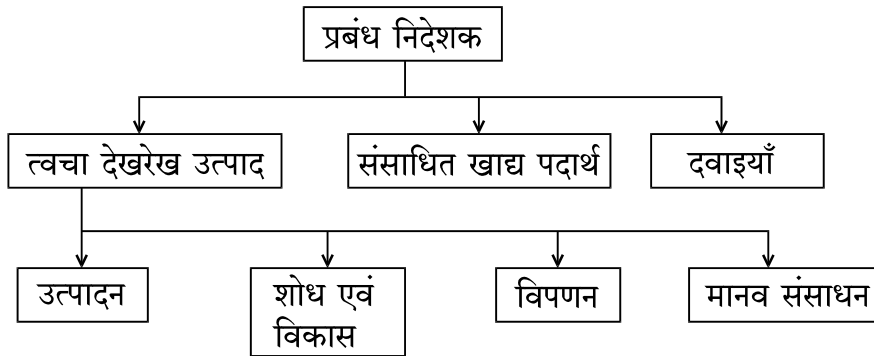 प्रबंध निदेशक
त्वचा देखरेख उत्पाद
संसाधित खाद्य पदार्थ
दवाइयाँ
उत्पादन
शोध एवं
विकास
विपणन
मानव संसाधन